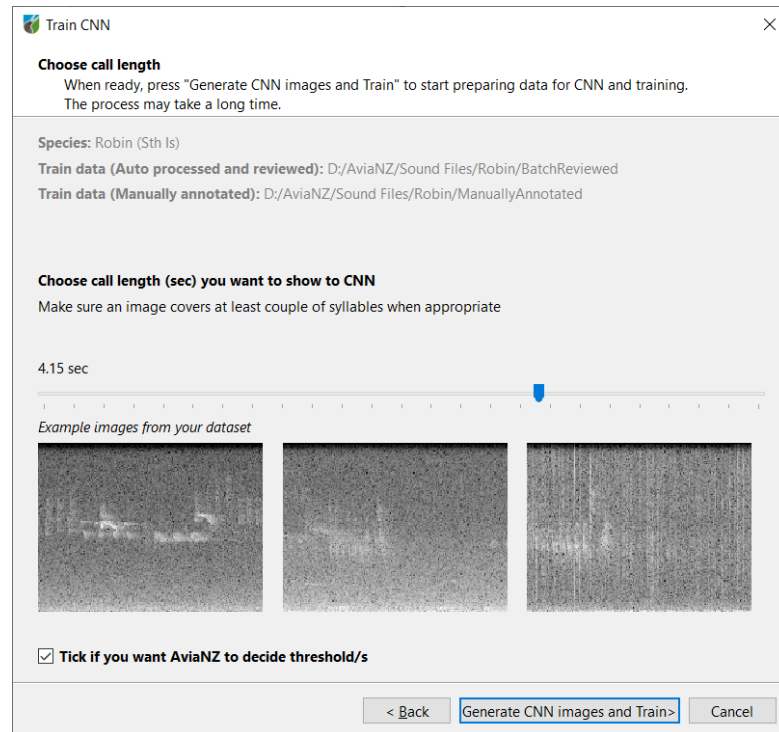 Train CNN
Choose call length
When ready, press "Generate CNN images and Train" to start preparing data for CNN and training.
The process may take a long time.
Species: Robin (Sth Is)
Train data (Auto processed and reviewed): D:/AviaNZ/Sound Files/Robin/BatchReviewed
Train data (Manually annotated): D:/AviaNZ/Sound Files/Robin/ManuallyAnnotated
Choose call length (sec) you want to show to CNN
Make sure an image covers at least couple of syllables when appropriate
4.15 sec
Example images from your dataset
Tick if you want AviaNZ to decide threshold/s
< Back
Generate CNN images and Train>
Cancel